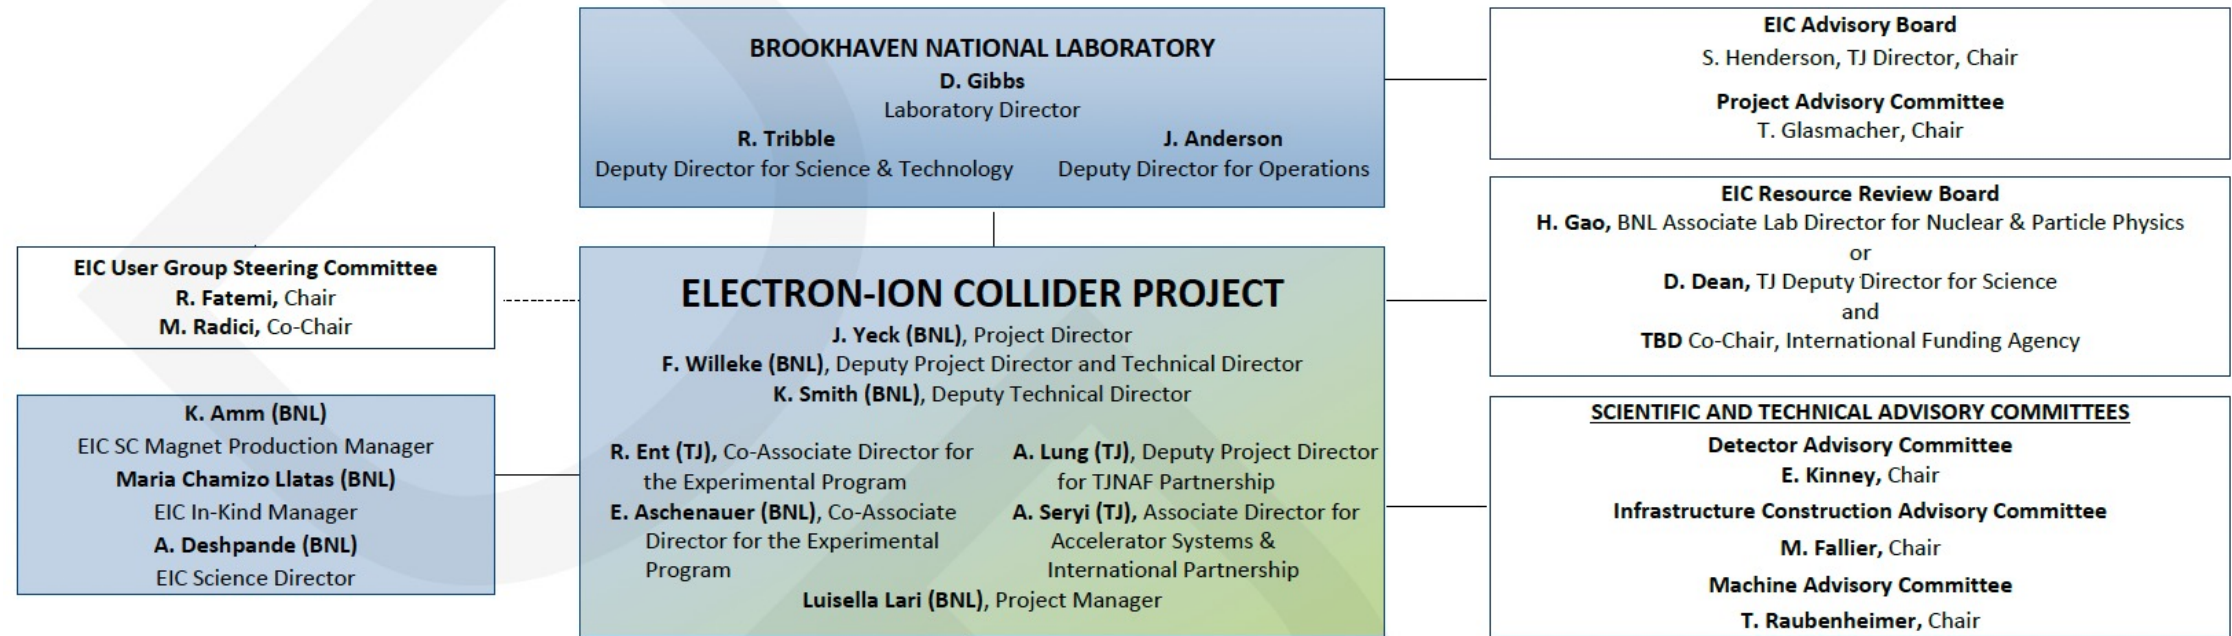 BROOKHAVEN NATIONAL LABORATORY
D. Gibbs
Laboratory Director
R. Tribble
Deputy Director for Science & Technology
J. Anderson
Deputy Director for Operations
EIC Advisory Board
S. Henderson, TJ Director, Chair
Project Advisory Committee
T. Glasmacher, Chair
EIC Resource Review Board
H. Gao, BNL Associate Lab Director for Nuclear & Particle Physics
or
D. Dean, TJ Deputy Director for Science
and
TBD Co-Chair, International Funding Agency
EIC User Group Steering Committee
R. Fatemi, Chair
M. Radici, Co-Chair
ELECTRON-ION COLLIDER PROJECT
J. Yeck (BNL), Project Director
F. Willeke (BNL), Deputy Project Director and Technical Director
K. Smith (BNL), Deputy Technical Director
R. Ent (TJ), Co-Associate Director for
the Experimental Program
E. Aschenauer (BNL), Co-Associate
Director for the Experimental
Program
A. Lung (TJ), Deputy Project Director
for TJNAF Partnership
A. Seryi (TJ), Associate Director for
Accelerator Systems &
International Partnership
Luisella Lari (BNL), Project Manager
K. Amm (BNL)
EIC SC Magnet Production Manager
Maria Chamizo Llatas (BNL)
EIC In-Kind Manager
A. Deshpande (BNL)
EIC Science Director
SCIENTIFIC AND TECHNICAL ADVISORY COMMITTEES
Detector Advisory Committee
E. Kinney, Chair
Infrastructure Construction Advisory Committee
M. Fallier, Chair
Machine Advisory Committee
T. Raubenheimer, Chair